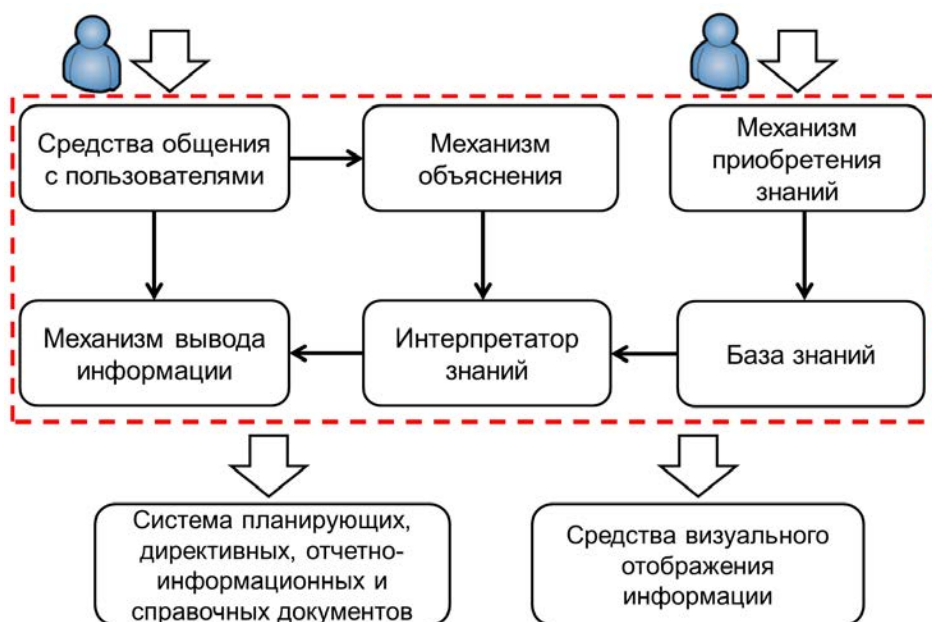 Средства общения
с пользователями
Механизм
объяснения
Механизм
приобретения
знаний
Механизм вывода
информации
Интерпретатор
знаний
База знаний
Система планирующих,
директивных, отчетно-
информационных и
справочных документов
Средства визуального
отображения
информации